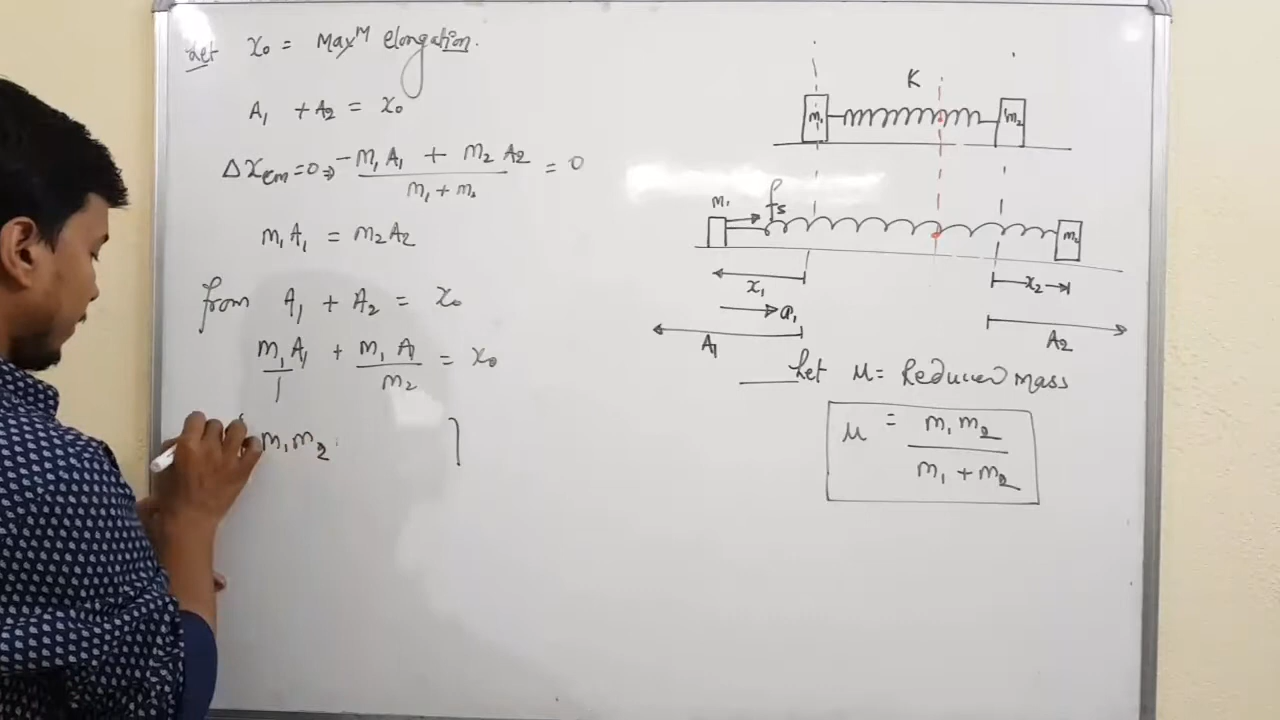 Let x₀ = Maxᴹ elongation.
A₁ + A₂ = x₀
Δxcm = 0 ⇒ -m₁A₁ + m₂A₂ / m₁ + m₂ = 0
m₁A₁ = m₂A₂
from A₁ + A₂ = x₀
m₁A₁ / 1 + m₁A₁ / m₂ = x₀
m₁m₂
]
K
m₁
m₂
m₁
fs
m₂
x₁
x₂
a₁
A₁
A₂
Let μ = Reduced mass
μ = m₁m₂ / m₁ + m₂